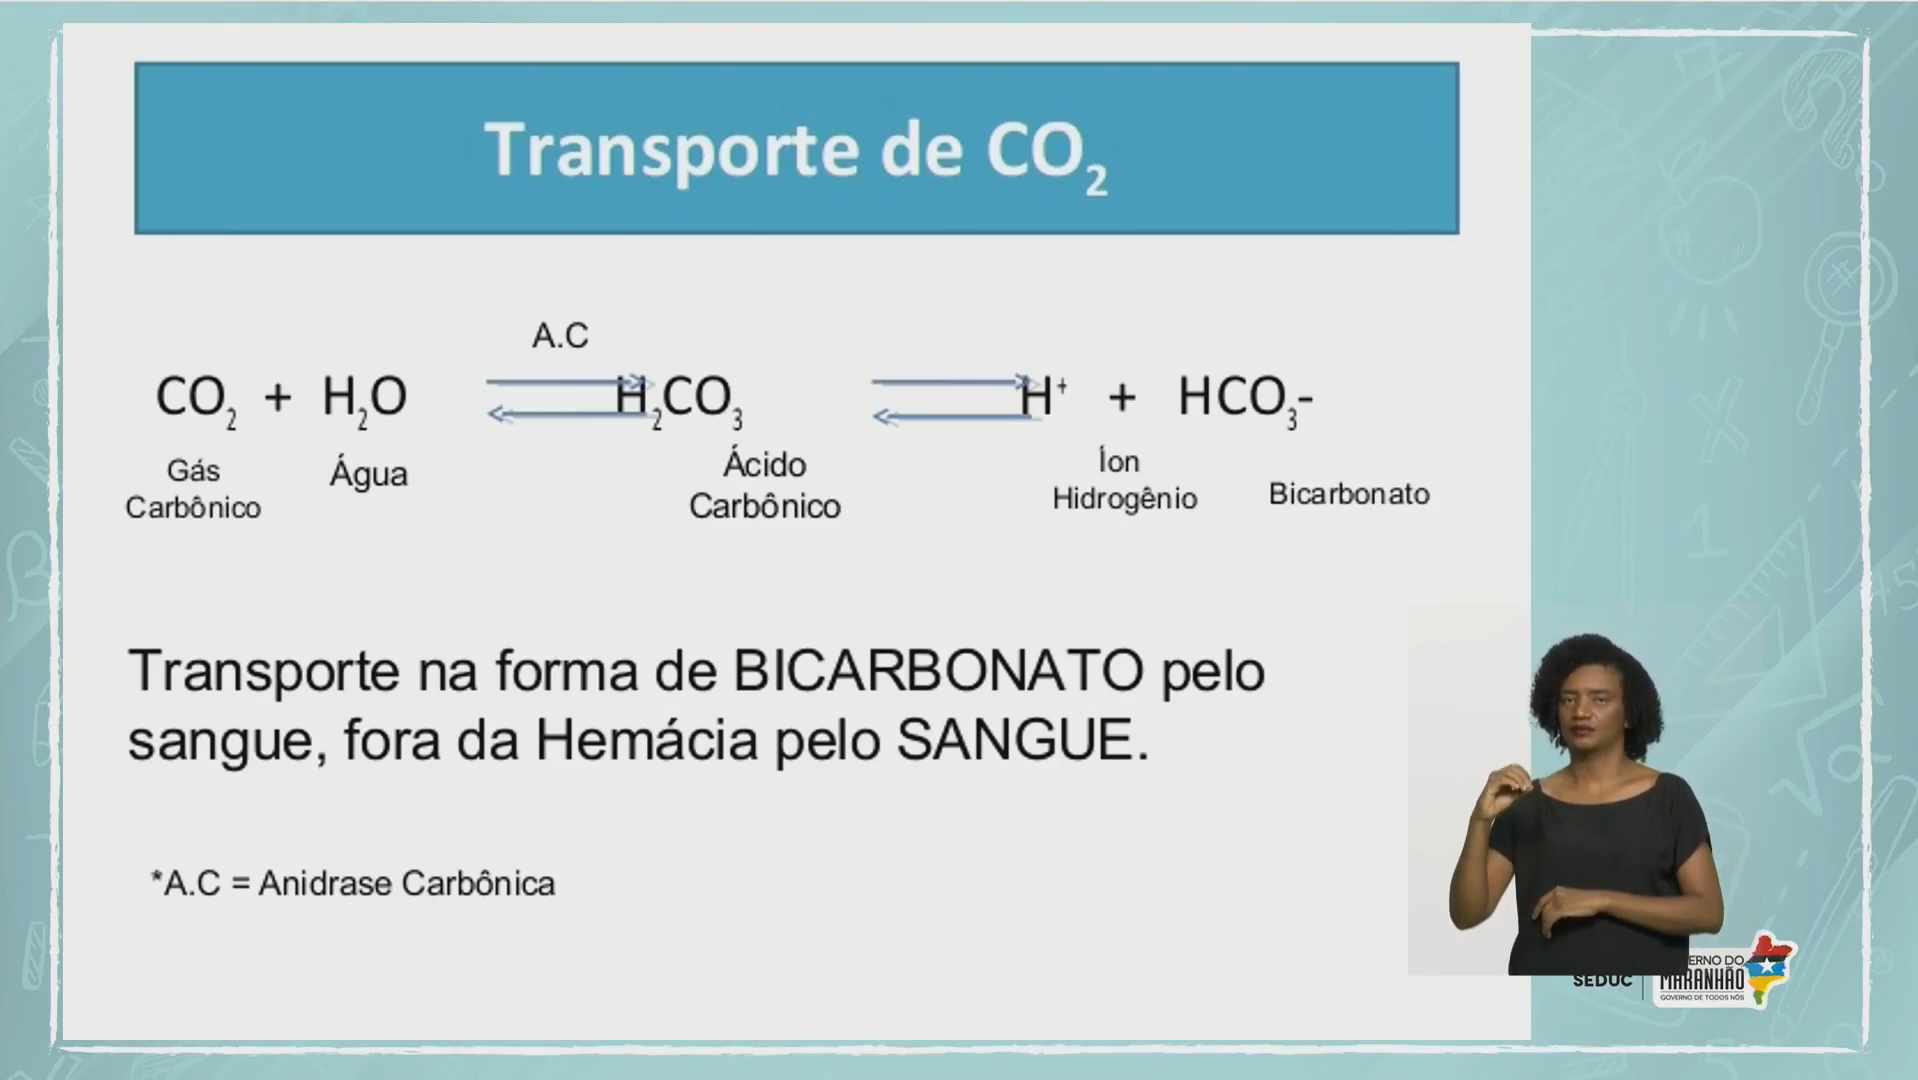 Transporte de CO₂
A.C
CO₂ + H₂O H₂CO₃ H⁺ + HCO₃-
Gás Carbônico
Água
Ácido Carbônico
Íon Hidrogênio
Bicarbonato
Transporte na forma de BICARBONATO pelo
sangue, fora da Hemácia pelo SANGUE.
*A.C = Anidrase Carbônica
SEDUC
ERNO DO
MARANHÃO
GOVERNO DE TODOS NÓS